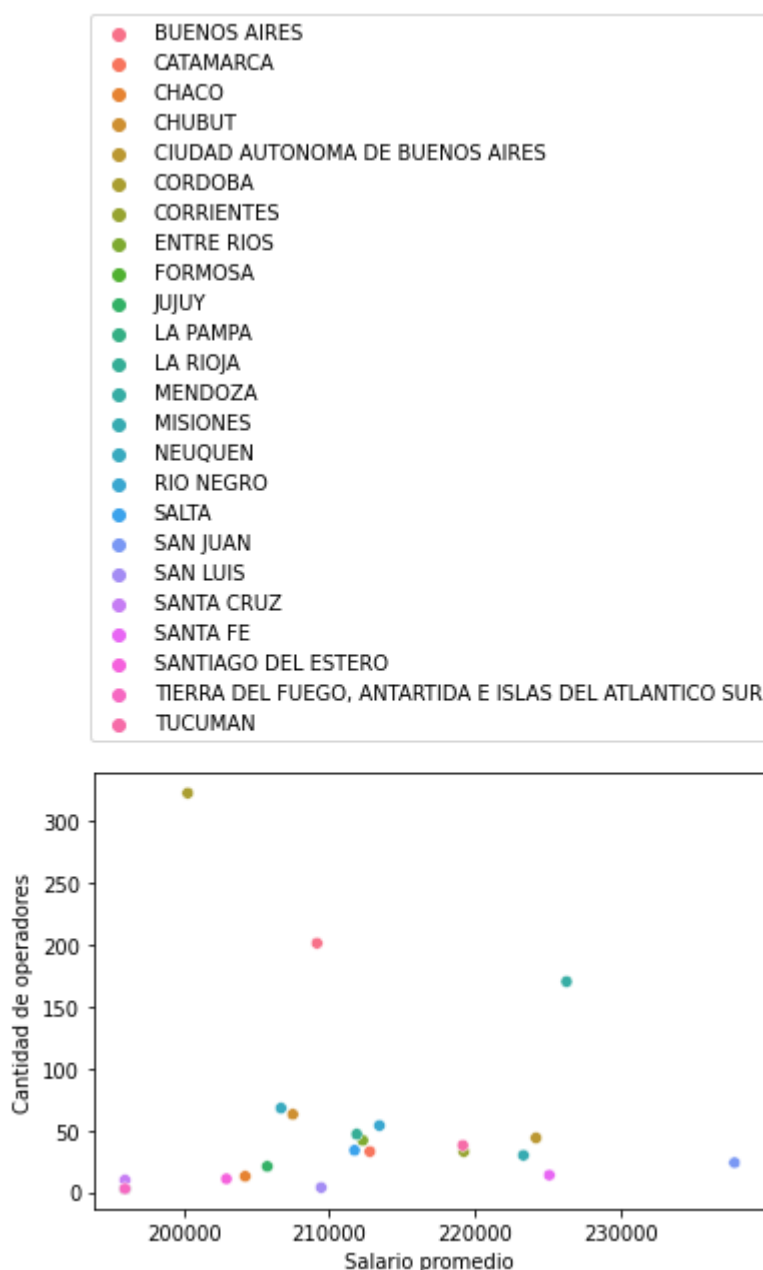 BUENOS AIRES
CATAMARCA
CHACO
CHUBUT
CIUDAD AUTONOMA DE BUENOS AIRES
CORDOBA
CORRIENTES
ENTRE RIOS
FORMOSA
JUJUY
LA PAMPA
LA RIOJA
MENDOZA
MISIONES
NEUQUEN
RIO NEGRO
SALTA
SAN JUAN
SAN LUIS
SANTA CRUZ
SANTA FE
SANTIAGO DEL ESTERO
TIERRA DEL FUEGO, ANTARTIDA E ISLAS DEL ATLANTICO SUR
TUCUMAN
Cantidad de operadores
300
250
200
150
100
50
0
200000 210000 220000 230000
Salario promedio